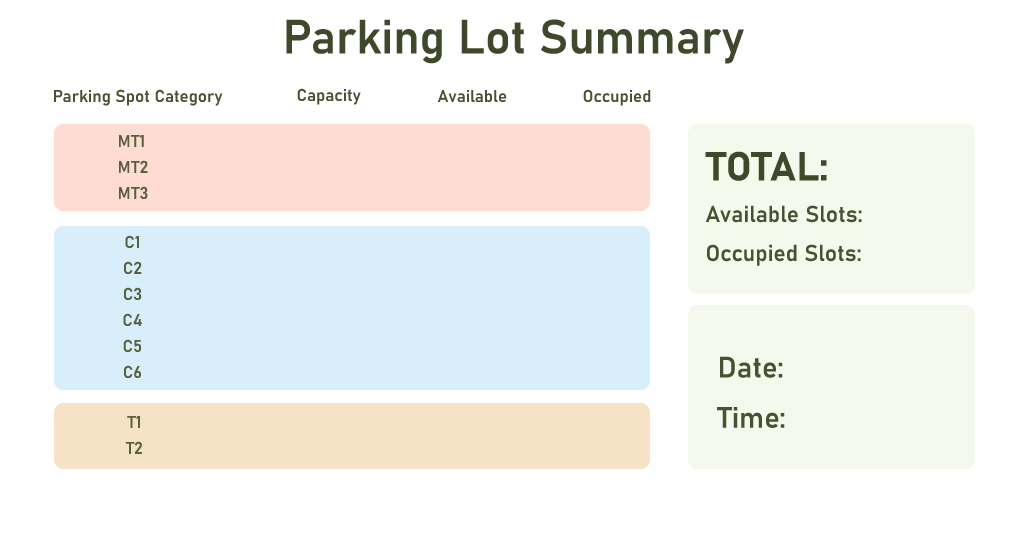 Parking Lot Summary
Parking Spot Category Capacity Available Occupied
MT1
MT2
MT3
C1
C2
C3
C4
C5
C6
T1
T2
TOTAL:
Available Slots:
Occupied Slots:
Date:
Time: